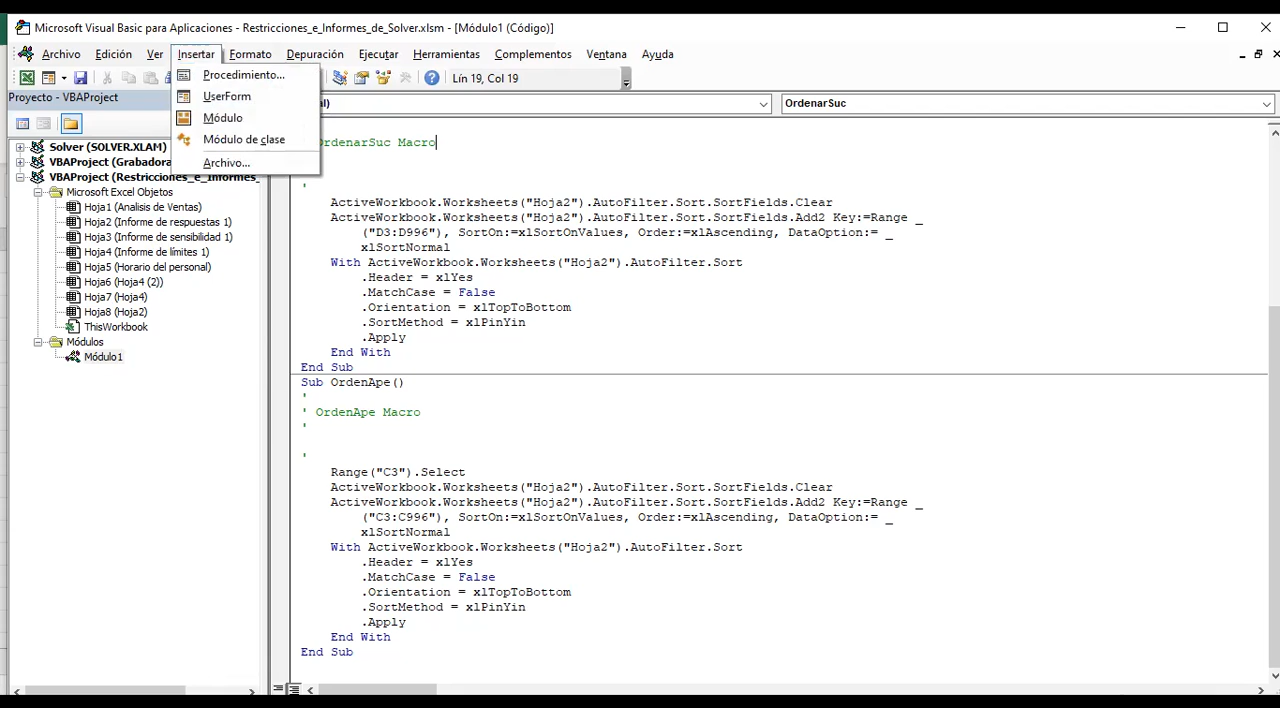 Microsoft Visual Basic para Aplicaciones - Restricciones_e_Informes_de_Solver.xlsm - [Módulo1 (Código)]
Archivo Edición Ver Insertar Formato Depuración Ejecutar Herramientas Complementos Ventana Ayuda
Lín 19, Col 19
Procedimiento...
UserForm
Módulo
Módulo de clase
Archivo...
Proyecto - VBAProject
Solver (SOLVER.XLAM)
VBAProject (Grabadora
VBAProject (Restricciones_e_Informes_
Microsoft Excel Objetos
Hoja1 (Analisis de Ventas)
Hoja2 (Informe de respuestas 1)
Hoja3 (Informe de sensibilidad 1)
Hoja4 (Informe de límites 1)
Hoja5 (Horario del personal)
Hoja6 (Hoja4 (2))
Hoja7 (Hoja4)
Hoja8 (Hoja2)
ThisWorkbook
Módulos
Módulo1
OrdenarSuc
OrdenarSuc Macro
'
ActiveWorkbook.Worksheets("Hoja2").AutoFilter.Sort.SortFields.Clear
ActiveWorkbook.Worksheets("Hoja2").AutoFilter.Sort.SortFields.Add2 Key:=Range _
("D3:D996"), SortOn:=xlSortOnValues, Order:=xlAscending, DataOption:= _
xlSortNormal
With ActiveWorkbook.Worksheets("Hoja2").AutoFilter.Sort
.Header = xlYes
.MatchCase = False
.Orientation = xlTopToBottom
.SortMethod = xlPinYin
.Apply
End With
End Sub
Sub OrdenApe()
'
' OrdenApe Macro
'
'
Range("C3").Select
ActiveWorkbook.Worksheets("Hoja2").AutoFilter.Sort.SortFields.Clear
ActiveWorkbook.Worksheets("Hoja2").AutoFilter.Sort.SortFields.Add2 Key:=Range _
("C3:C996"), SortOn:=xlSortOnValues, Order:=xlAscending, DataOption:= _
xlSortNormal
With ActiveWorkbook.Worksheets("Hoja2").AutoFilter.Sort
.Header = xlYes
.MatchCase = False
.Orientation = xlTopToBottom
.SortMethod = xlPinYin
.Apply
End With
End Sub